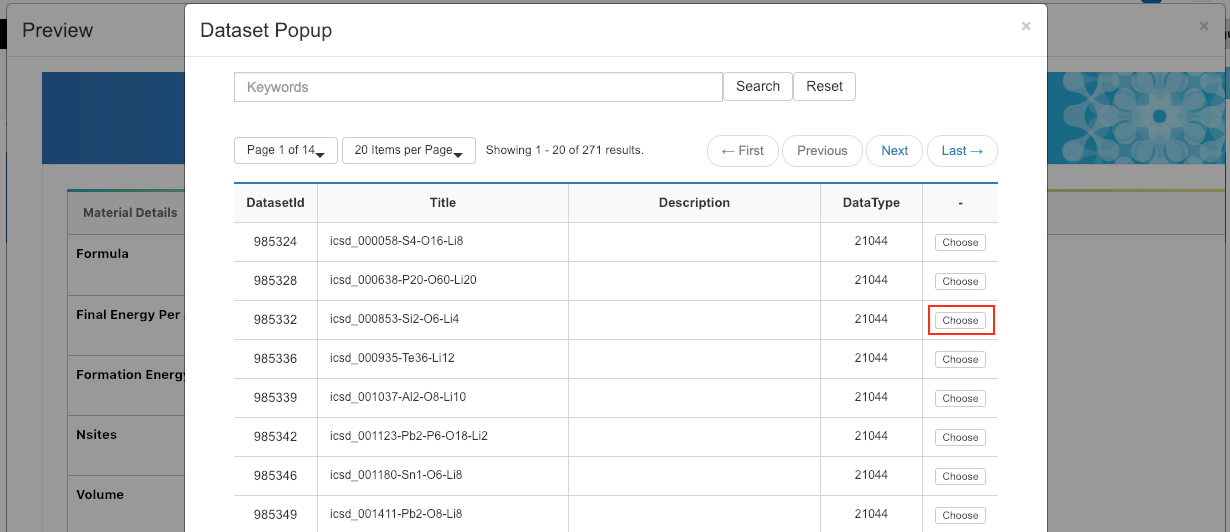 Preview
×
Dataset Popup
×
Keywords
Search
Reset
Page 1 of 14
20 Items per Page
Showing 1 - 20 of 271 results.
← First
Previous
Next
Last →
DatasetId Title Description DataType -
985324 icsd_000058-S4-O16-Li8 21044 Choose
985328 icsd_000638-P20-O60-Li20 21044 Choose
985332 icsd_000853-Si2-O6-Li4 21044 Choose
985336 icsd_000935-Te36-Li12 21044 Choose
985339 icsd_001037-Al2-O8-Li10 21044 Choose
985342 icsd_001123-Pb2-P6-O18-Li2 21044 Choose
985346 icsd_001180-Sn1-O6-Li8 21044 Choose
985349 icsd_001411-Pb2-O8-Li8 21044 Choose
Material Details
Formula
Final Energy Per
Formation Energy
Nsites
Volume